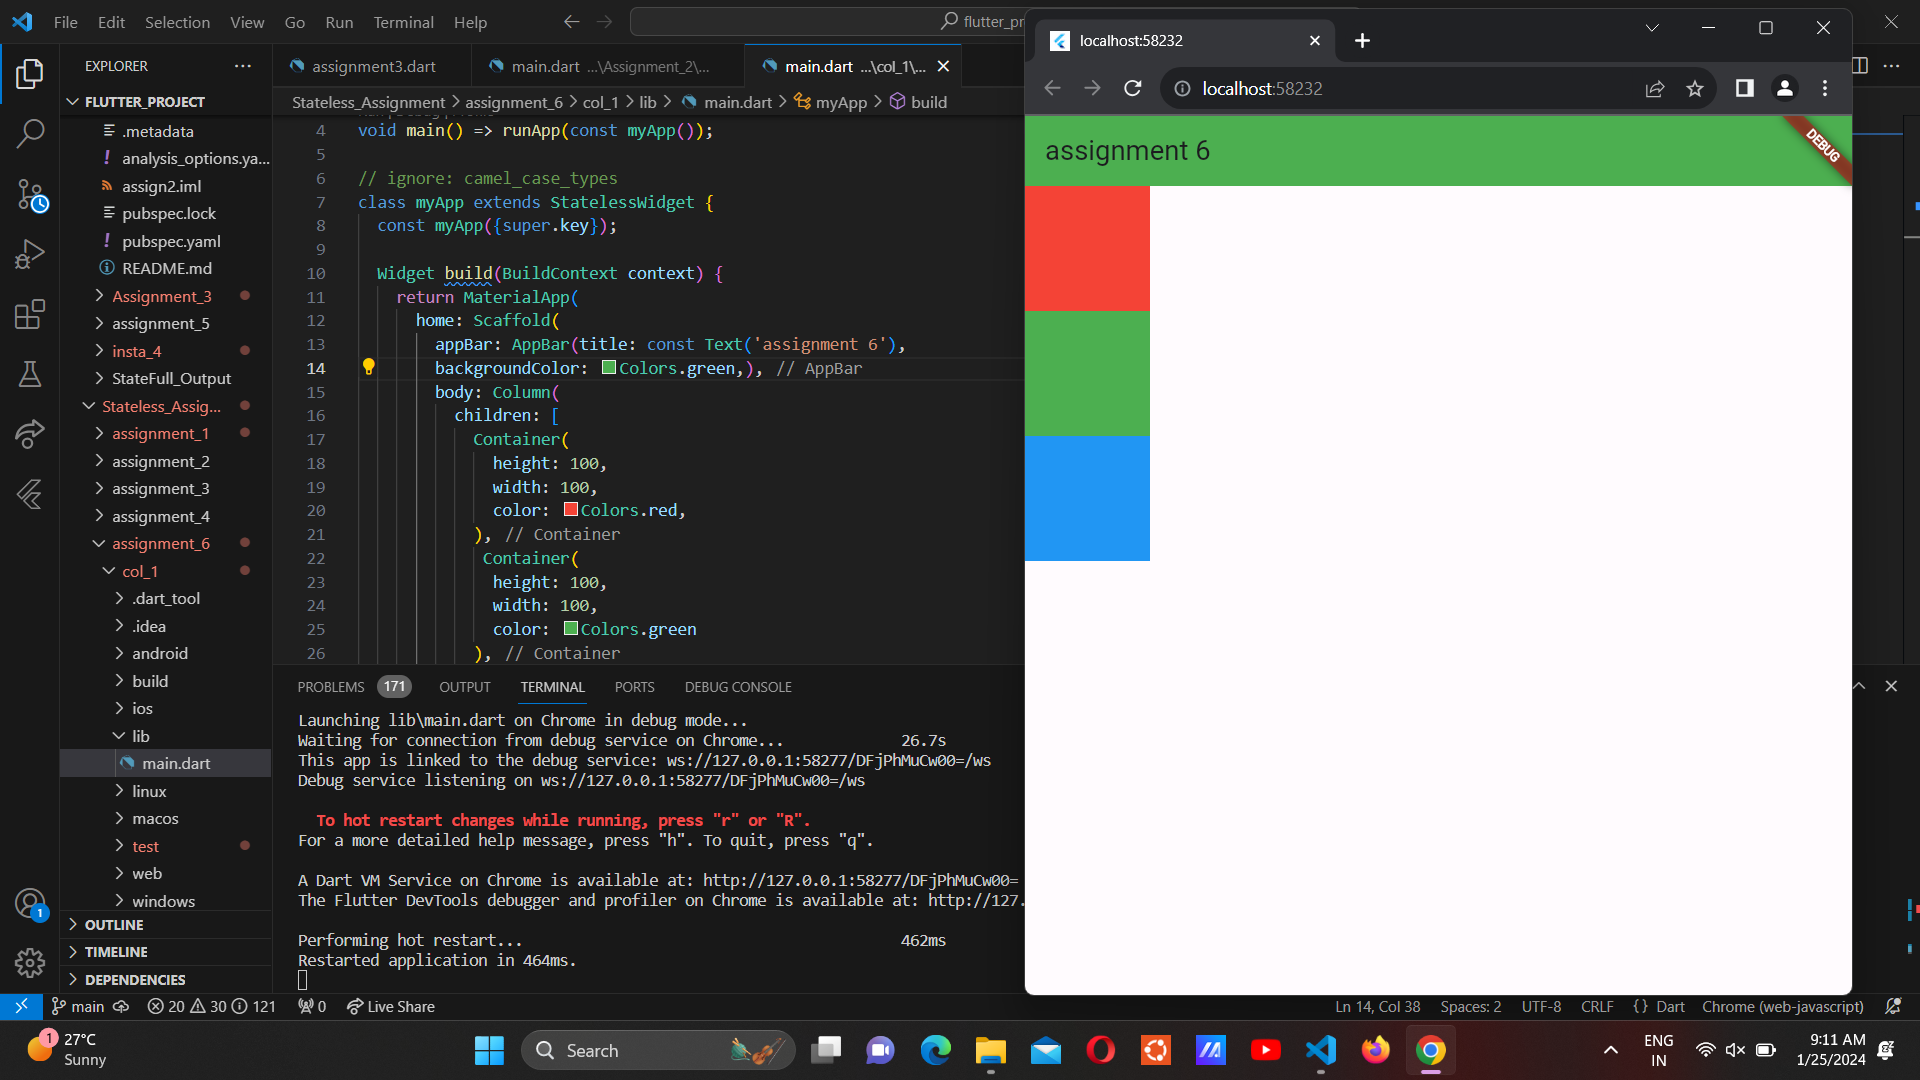 File Edit Selection View Go Run Terminal Help
flutter_pr
EXPLORER
FLUTTER_PROJECT
.metadata
analysis_options.ya...
assign2.iml
pubspec.lock
pubspec.yaml
README.md
Assignment_3
assignment_5
insta_4
StateFull_Output
Stateless_Assig...
assignment_1
assignment_2
assignment_3
assignment_4
assignment_6
col_1
.dart_tool
.idea
android
build
ios
lib
main.dart
linux
macos
test
web
windows
OUTLINE
TIMELINE
DEPENDENCIES
assignment3.dart
main.dart ...\Assignment_2\...
main.dart ...\col_1\...
Stateless_Assignment > assignment_6 > col_1 > lib > main.dart > myApp > build
4 void main() => runApp(const myApp());
5
6 // ignore: camel_case_types
7 class myApp extends StatelessWidget {
8 const myApp({super.key});
9
10 Widget build(BuildContext context) {
11 return MaterialApp(
12 home: Scaffold(
13 appBar: AppBar(title: const Text('assignment 6'),
14 backgroundColor: Colors.green,), // AppBar
15 body: Column(
16 children: [
17 Container(
18 height: 100,
19 width: 100,
20 color: Colors.red,
21 ), // Container
22 Container(
23 height: 100,
24 width: 100,
25 color: Colors.green
26 ), // Container
PROBLEMS 171 OUTPUT TERMINAL PORTS DEBUG CONSOLE
Launching lib\main.dart on Chrome in debug mode...
Waiting for connection from debug service on Chrome... 26.7s
This app is linked to the debug service: ws://127.0.0.1:58277/DFjPhMuCw00=/ws
Debug service listening on ws://127.0.0.1:58277/DFjPhMuCw00=/ws
To hot restart changes while running, press "r" or "R".
For a more detailed help message, press "h". To quit, press "q".
A Dart VM Service on Chrome is available at: http://127.0.0.1:58277/DFjPhMuCw00=
The Flutter DevTools debugger and profiler on Chrome is available at: http://127.
Performing hot restart... 462ms
Restarted application in 464ms.
localhost:58232
localhost:58232
assignment 6
DEBUG
main 20 30 121 0 Live Share
Ln 14, Col 38 Spaces: 2 UTF-8 CRLF {} Dart Chrome (web-javascript)
1
1
27°C
Sunny
Search
ENG
IN
9:11 AM
1/25/2024